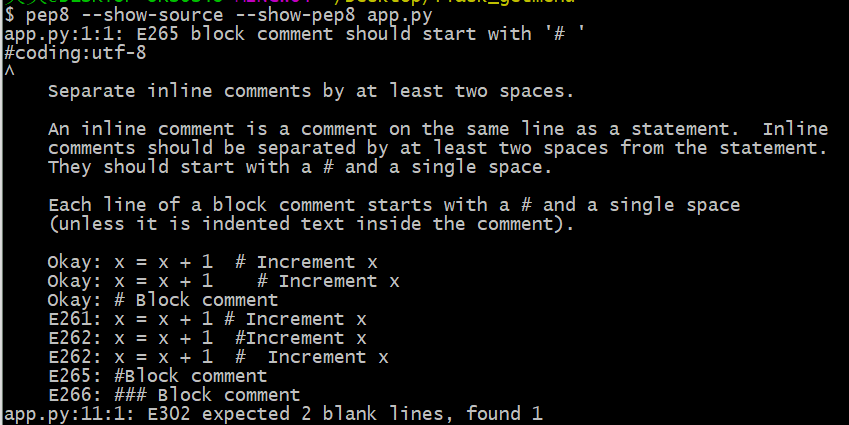 $ pep8 --show-source --show-pep8 app.py
app.py:1:1: E265 block comment should start with '# '
#coding:utf-8
^
    Separate inline comments by at least two spaces.

    An inline comment is a comment on the same line as a statement.  Inline
    comments should be separated by at least two spaces from the statement.
    They should start with a # and a single space.

    Each line of a block comment starts with a # and a single space
    (unless it is indented text inside the comment).

    Okay: x = x + 1  # Increment x
    Okay: x = x + 1    # Increment x
    Okay: # Block comment
    E261: x = x + 1 # Increment x
    E262: x = x + 1  #Increment x
    E262: x = x + 1  #  Increment x
    E265: #Block comment
    E266: ### Block comment
app.py:11:1: E302 expected 2 blank lines, found 1